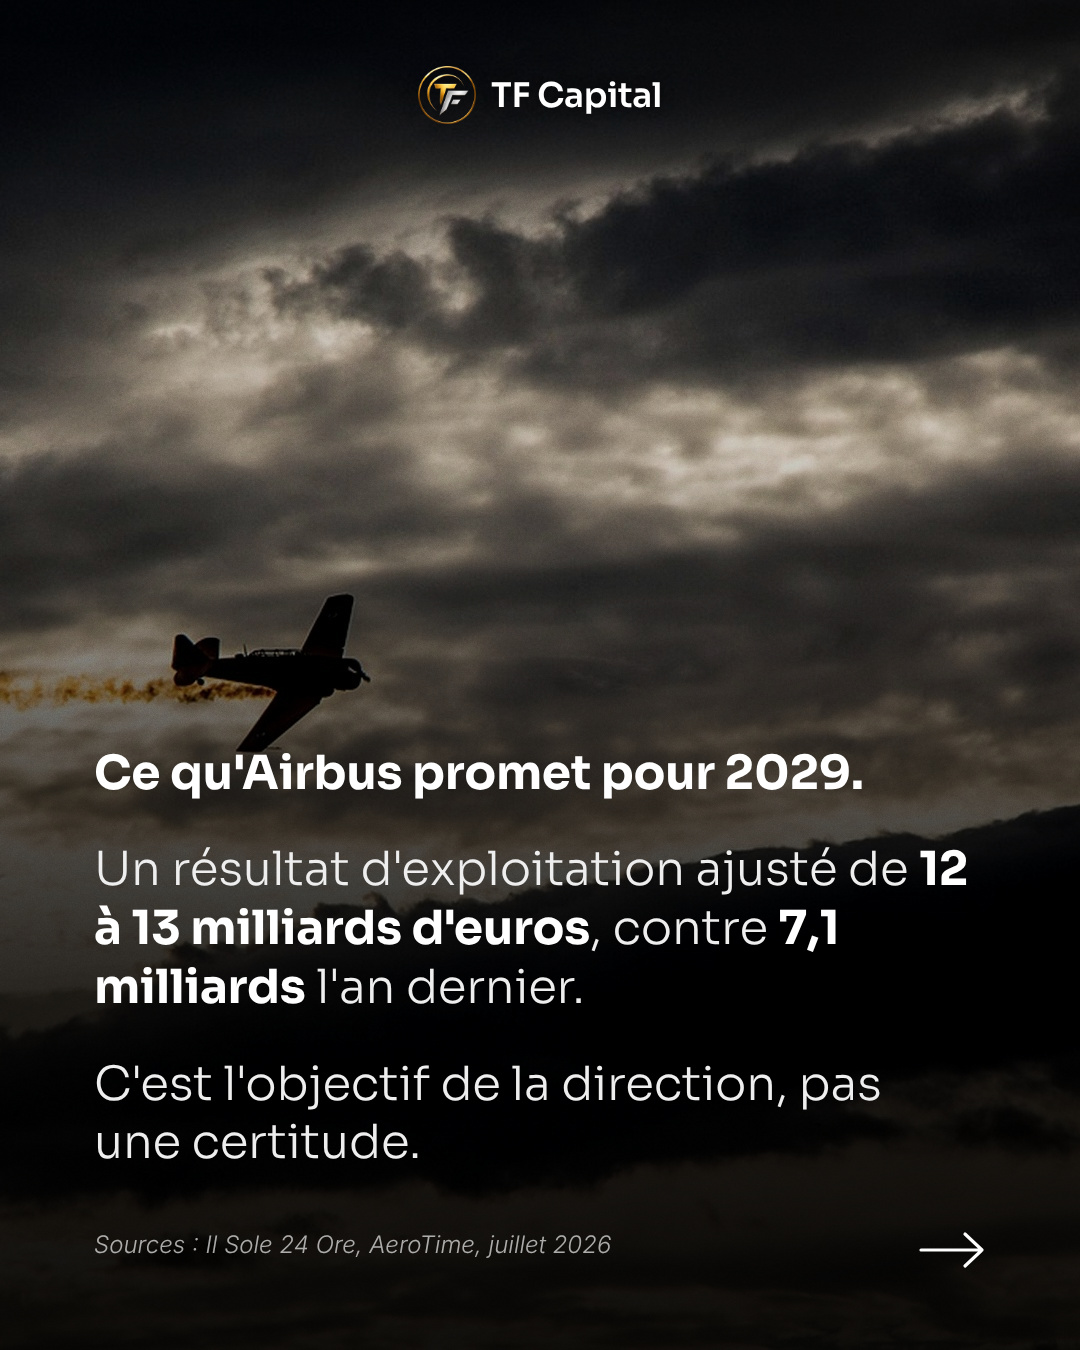 TF Capital
Ce qu'Airbus promet pour 2029.
Un résultat d'exploitation ajusté de 12
à 13 milliards d'euros, contre 7,1
milliards l'an dernier.
C'est l'objectif de la direction, pas
une certitude.
Sources : Il Sole 24 Ore, AeroTime, juillet 2026